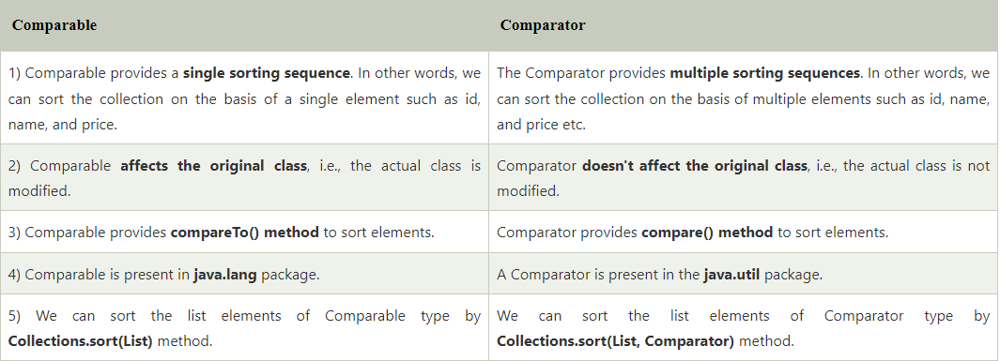 Comparable
Comparator
1) Comparable provides a single sorting sequence. In other words, we
can sort the collection on the basis of a single element such as id,
name, and price.
The Comparator provides multiple sorting sequences. In other words, we
can sort the collection on the basis of multiple elements such as id, name,
and price etc.
2) Comparable affects the original class, i.e., the actual class is
modified.
Comparator doesn't affect the original class, i.e., the actual class is not
modified.
3) Comparable provides compareTo() method to sort elements.
Comparator provides compare() method to sort elements.
4) Comparable is present in java.lang package.
A Comparator is present in the java.util package.
5) We can sort the list elements of Comparable type by
Collections.sort(List) method.
We can sort the list elements of Comparator type by
Collections.sort(List, Comparator) method.